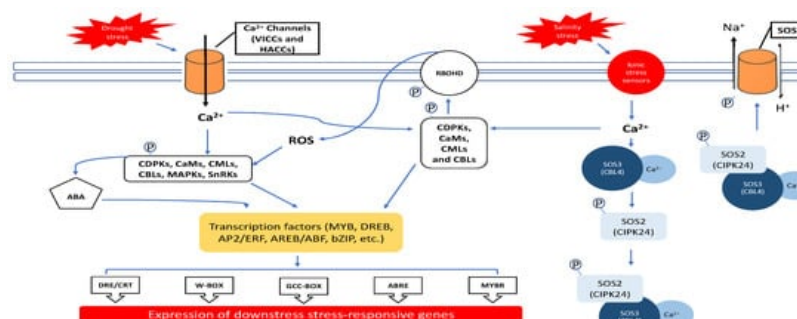 Drought
stress
Ca²⁺ Channels
(VICCs and
HACCs)
Salinity
stress
Na⁺
SOS
RBOHD
Ionic
stress
sensors
P
P
P
H⁺
Ca²⁺
ROS
CDPKs,
CaMs,
CMLs
and CBLs
Ca²⁺
P
CDPKs, CaMs, CMLs,
CBLs, MAPKs, SnRKs
ABA
SOS3
(CBL4)
Ca²⁺
P
SOS2
(CIPK24)
SOS3
(CBL4)
Ca²⁺
Transcription factors (MYB, DREB,
AP2/ERF, AREB/ABF, bZIP, etc.)
P
SOS2
(CIPK24)
DRE/CRT
W-BOX
GCC-BOX
ABRE
MYBR
P
SOS2
(CIPK24)
SOS3
Ca²⁺
Expression of downstress stress-responsive genes